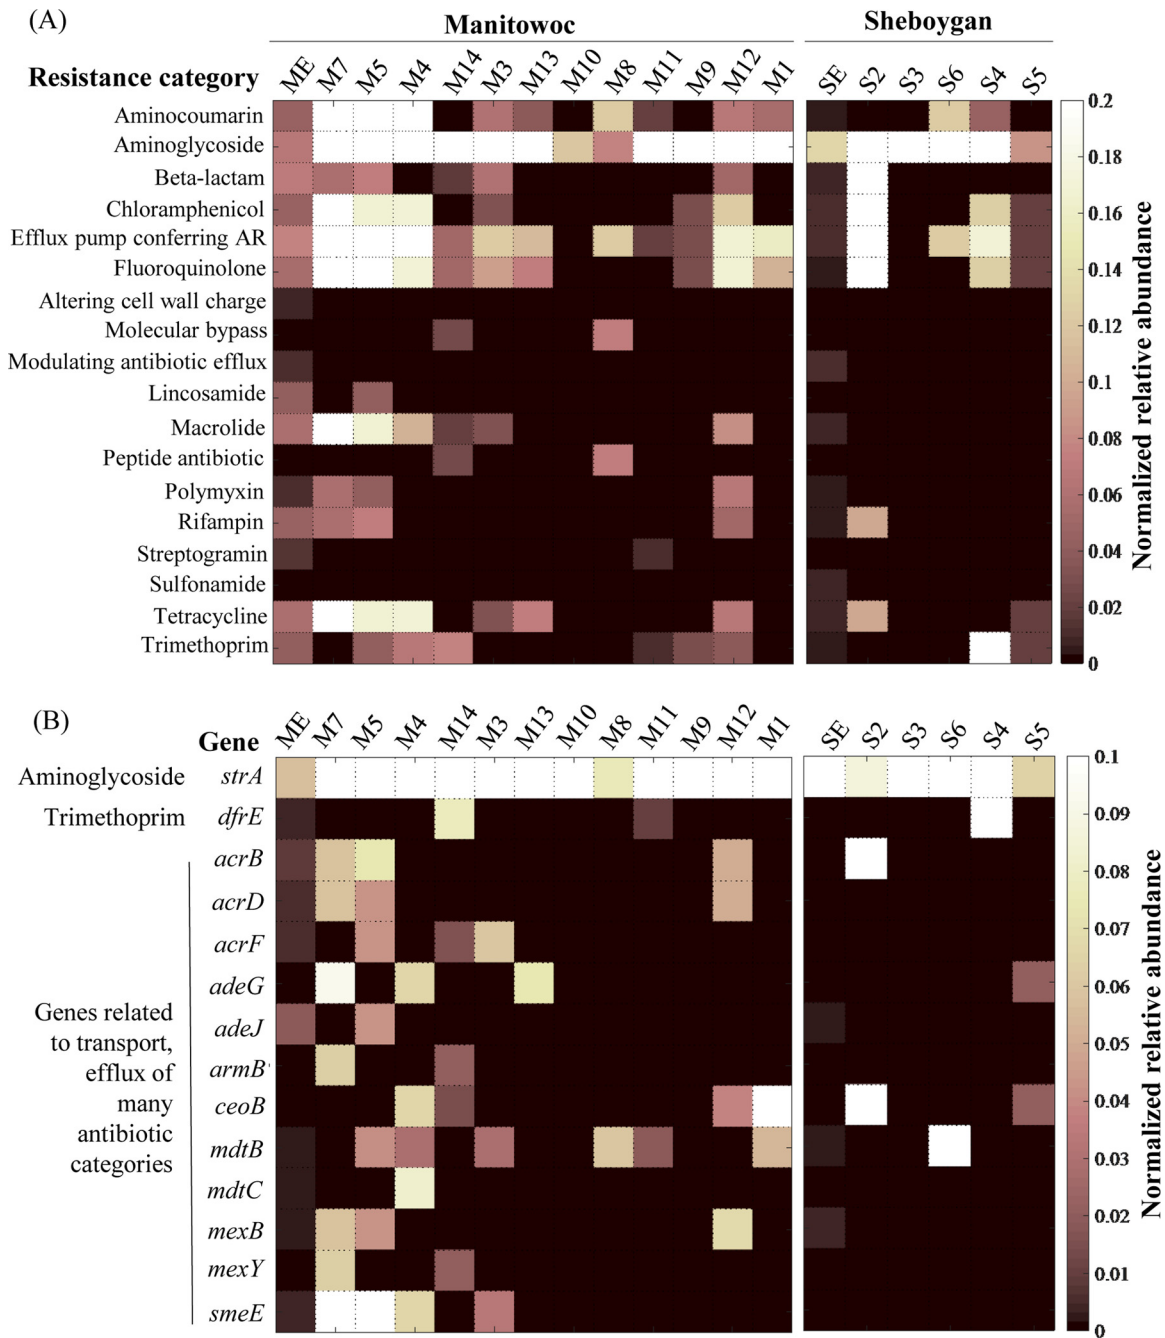 (A)
Manitowoc
Sheboygan
Resistance category
ME M7 M5 M4 M14 M3 M13 M10 M8 M11 M9 M12 M1
SE S2 S3 S6 S4 S5
Aminocoumarin
Aminoglycoside
Beta-lactam
Chloramphenicol
Efflux pump conferring AR
Fluoroquinolone
Altering cell wall charge
Molecular bypass
Modulating antibiotic efflux
Lincosamide
Macrolide
Peptide antibiotic
Polymyxin
Rifampin
Streptogramin
Sulfonamide
Tetracycline
Trimethoprim
0.2
0.18
0.16
0.14
0.12
0.1
0.08
0.06
0.04
0.02
0
Normalized relative abundance
(B)
Gene
ME M7 M5 M4 M14 M3 M13 M10 M8 M11 M9 M12 M1
SE S2 S3 S6 S4 S5
Aminoglycoside strA
Trimethoprim dfrE
acrB
acrD
acrF
adeG
adeJ
armB
ceoB
mdtB
mdtC
mexB
mexY
smeE
Genes related
to transport,
efflux of
many
antibiotic
categories
0.1
0.09
0.08
0.07
0.06
0.05
0.04
0.03
0.02
0.01
0
Normalized relative abundance